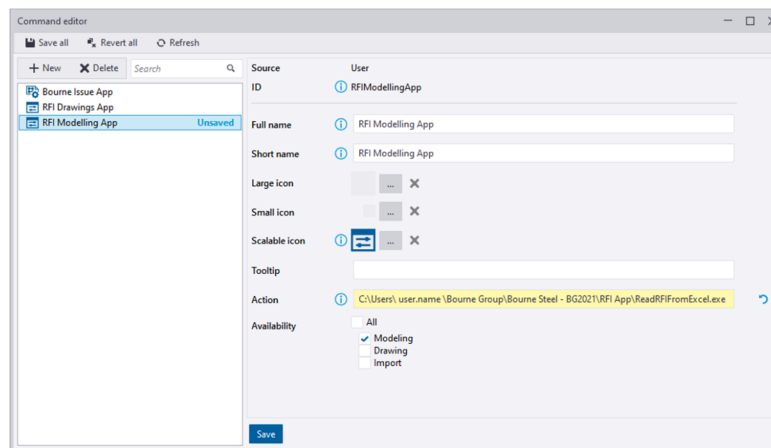 Command editor
Save all Revert all Refresh
New Delete Search
Bourne Issue App
RFI Drawings App
RFI Modelling App Unsaved
Source User
ID RFIModellingApp
Full name RFI Modelling App
Short name RFI Modelling App
Large icon ...
Small icon ...
Scalable icon ...
Tooltip
Action C:\Users\ user.name \Bourne Group\Bourne Steel - BG2021\RFI App\ReadRFIFromExcel.exe
Availability All
Modeling
Drawing
Import
Save